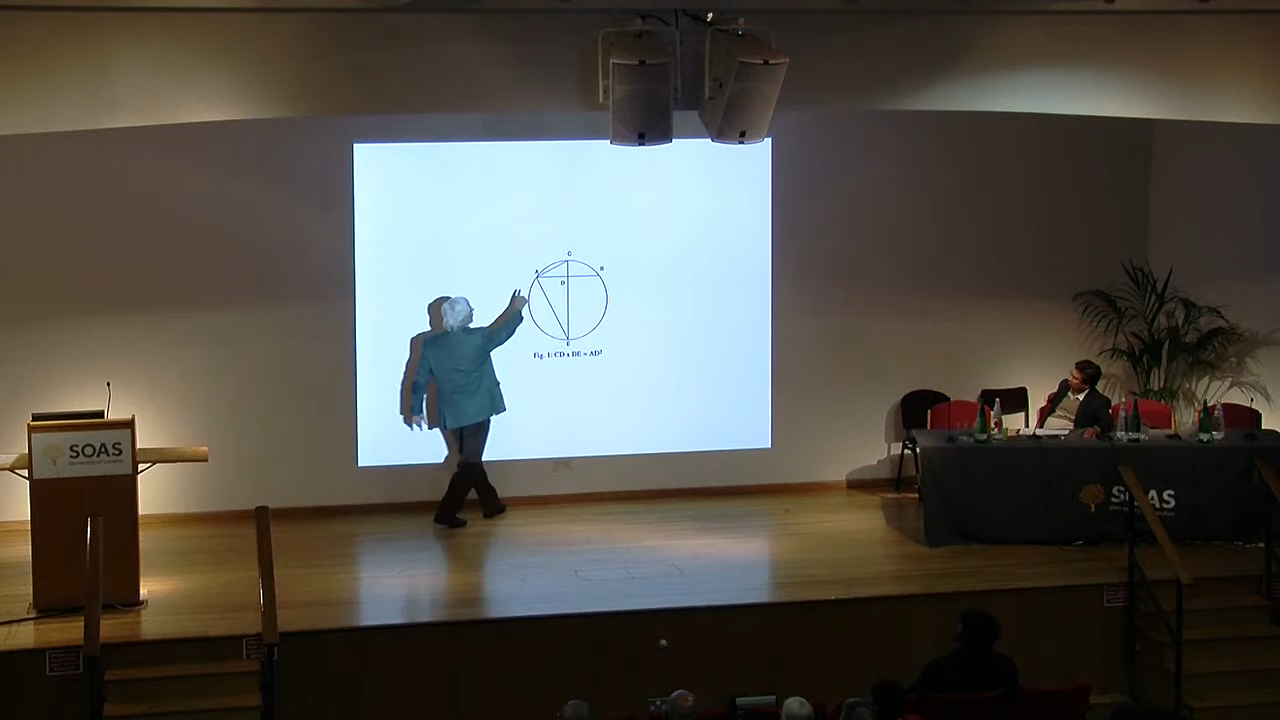 C
A
B
D
E
Fig. 1: CD x DE = AD²
SOAS
University of London
SOAS